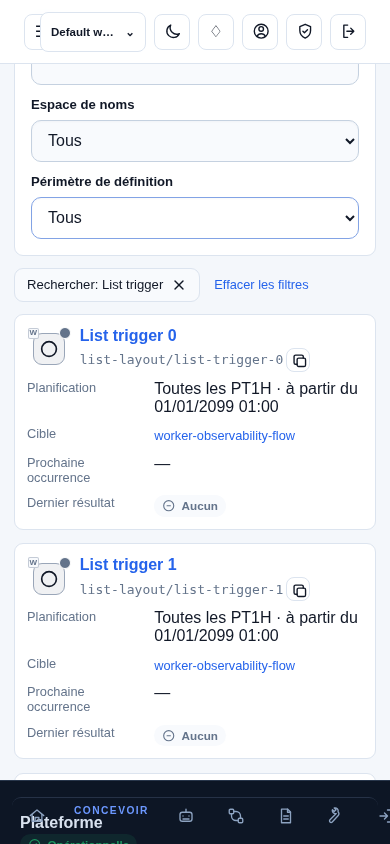 Default w...
Espace de noms
Tous
Périmètre de définition
Tous
Rechercher: List trigger
Effacer les filtres
W
List trigger 0
list-layout/list-trigger-0
Planification
Toutes les PT1H · à partir du
01/01/2099 01:00
Cible
worker-observability-flow
Prochaine
occurrence
—
Dernier résultat
Aucun
W
List trigger 1
list-layout/list-trigger-1
Planification
Toutes les PT1H · à partir du
01/01/2099 01:00
Cible
worker-observability-flow
Prochaine
occurrence
—
Dernier résultat
Aucun
CONCEVOIR
Plateforme
Opérationnelle